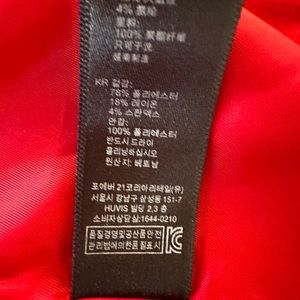 4% 氨纶
里料:
100% 聚酯纤维
只可干洗
越南制造
KR 겉감:
78% 폴리에스터
18% 레이온
4% 스판덱스
안감:
100% 폴리에스터
반드시 드라이
클리닝하십시오
원산지: 베트남
포에버 21코리아리테일(유)
서울시 강남구 삼성동 151-7
HUVIS 빌딩 2,3 층
소비자상담실:1644-0210
품질경영및공산품안전
관리법에의한품질표시